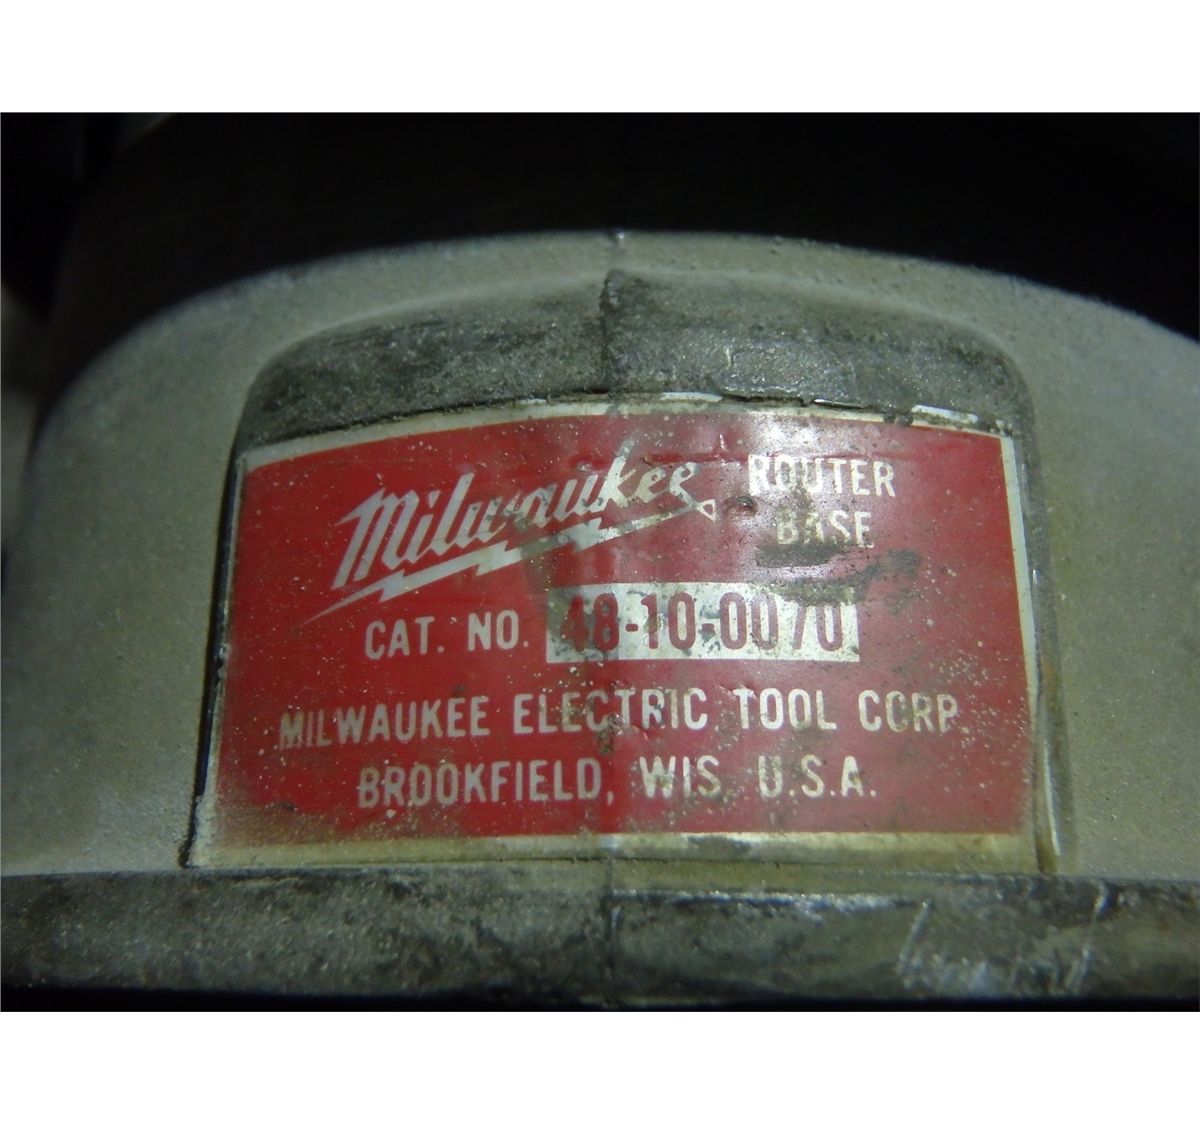 Milwaukee ROUTER
BASE
CAT. NO. 48-10-0070
MILWAUKEE ELECTRIC TOOL CORP.
BROOKFIELD, WIS. U.S.A.